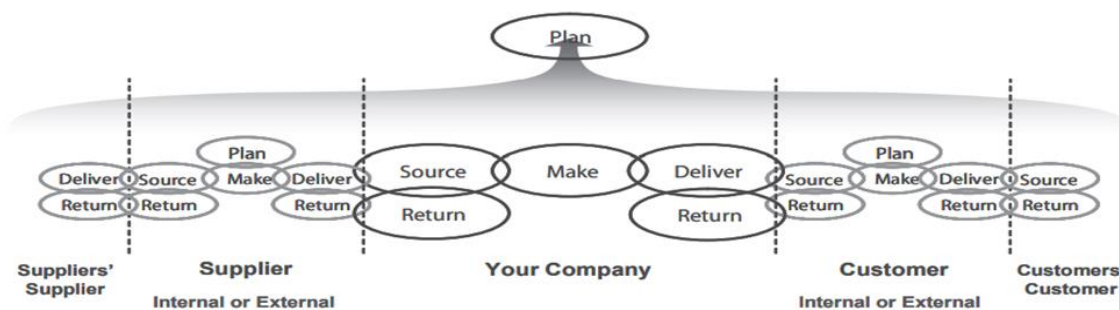 Plan
Plan
Plan
Deliver Source Make Deliver Source Make Deliver Source Make Deliver Source
Return Return Return Return Return Return Return Return
Suppliers' Supplier Your Company Customer Customers
Supplier Customer
Internal or External Internal or External